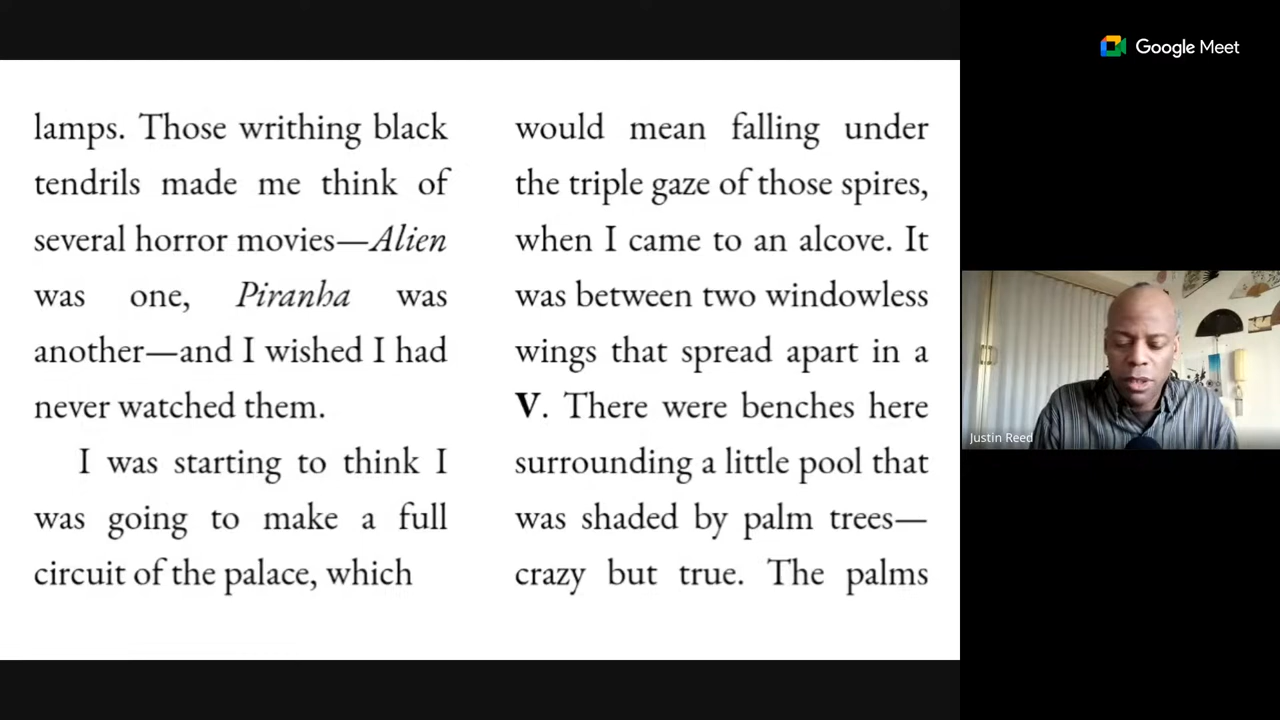 lamps. Those writhing black
tendrils made me think of
several horror movies—Alien
was one, Piranha was
another—and I wished I had
never watched them.
I was starting to think I
was going to make a full
circuit of the palace, which
would mean falling under
the triple gaze of those spires,
when I came to an alcove. It
was between two windowless
wings that spread apart in a
V. There were benches here
surrounding a little pool that
was shaded by palm trees—
crazy but true. The palms
Google Meet
Justin Reed